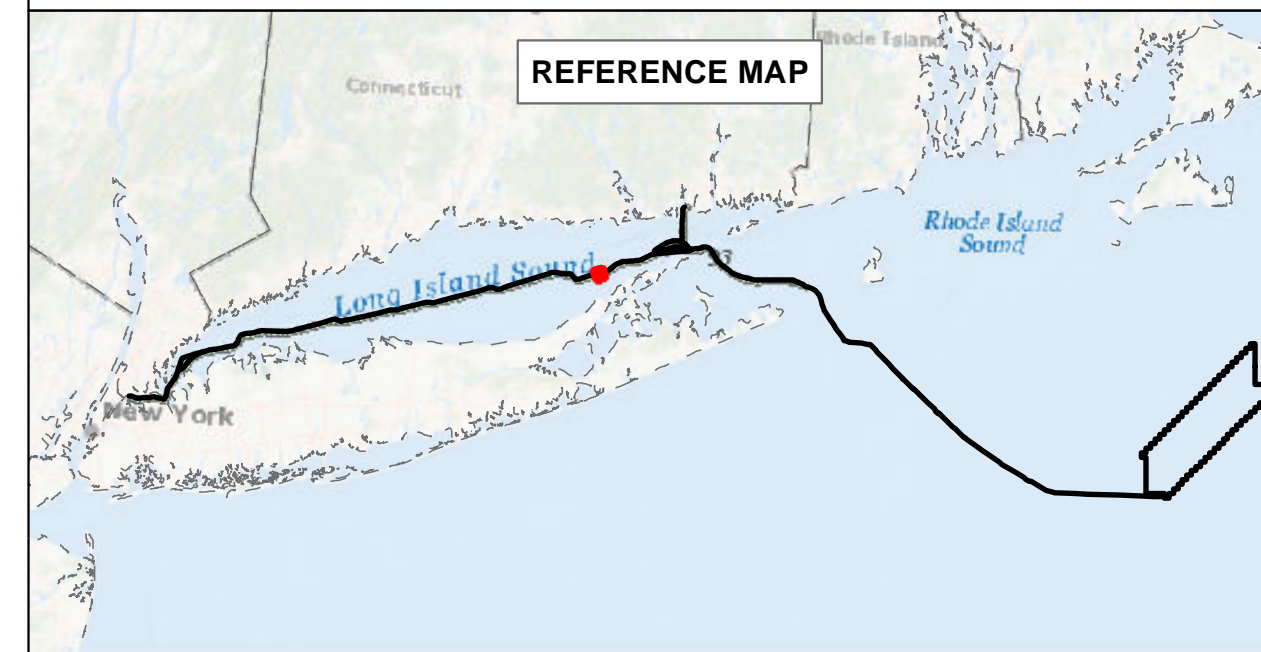 Rhode Island
REFERENCE MAP
Connecticut
Rhode Island
Sound
Long Island Sound
New York